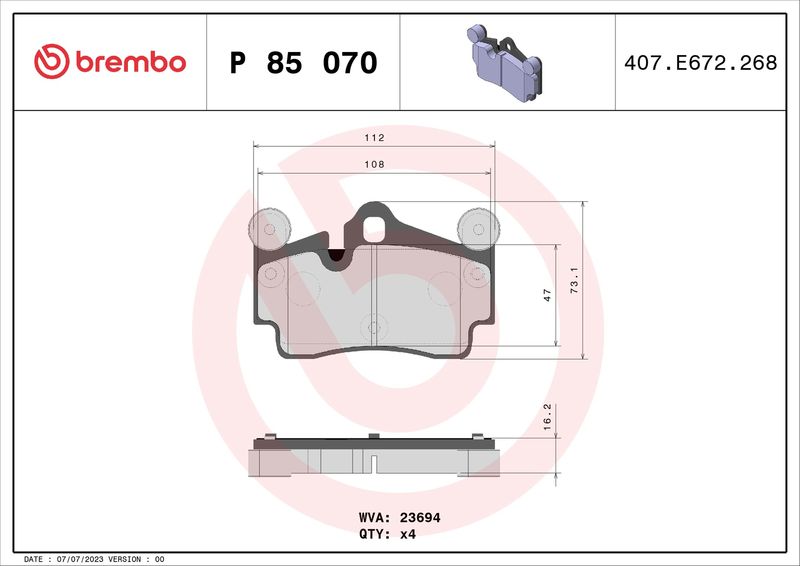 brembo
P 85 070
407.E672.268
112
108
47
73.1
16.2
WVA: 23694
QTY: x4
DATE : 07/07/2023 VERSION : 00